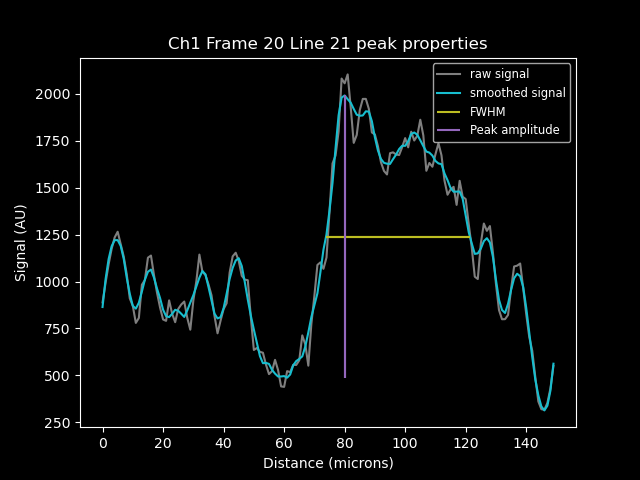 Ch1 Frame 20 Line 21 peak properties
raw signal
smoothed signal
FWHM
Peak amplitude
2000
1750
1500
1250
1000
750
500
250
Signal (AU)
0 20 40 60 80 100 120 140
Distance (microns)